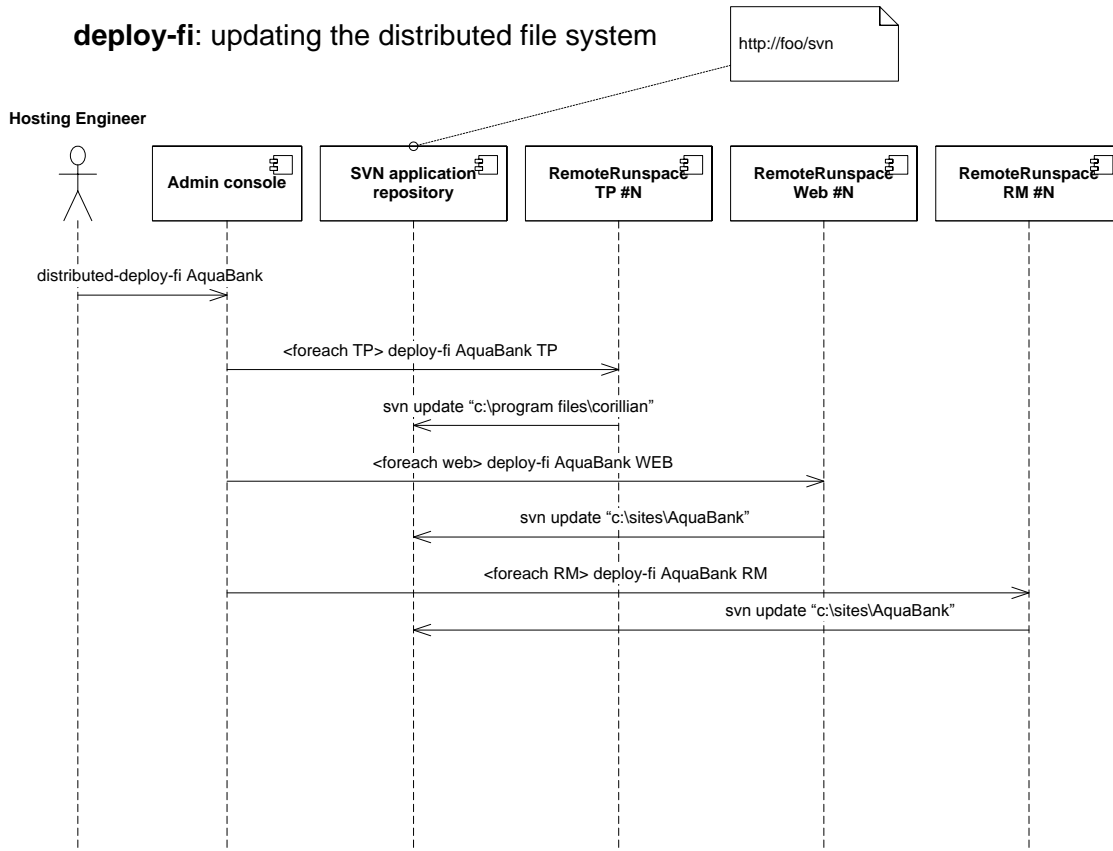 deploy-fi: updating the distributed file system
http://foo/svn
Hosting Engineer
Admin console
SVN application
repository
RemoteRunspace
TP #N
RemoteRunspace
Web #N
RemoteRunspace
RM #N
distributed-deploy-fi AquaBank
<foreach TP> deploy-fi AquaBank TP
svn update “c:\program files\corillian”
<foreach web> deploy-fi AquaBank WEB
svn update “c:\sites\AquaBank”
<foreach RM> deploy-fi AquaBank RM
svn update “c:\sites\AquaBank”